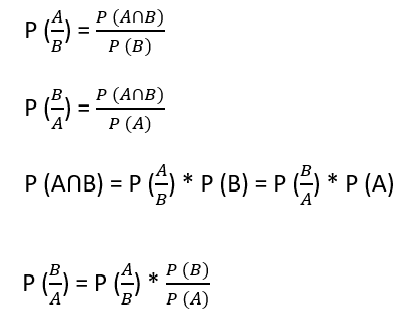 P (A/B) = P (A∩B)/P (B)
P (B/A) = P (A∩B)/P (A)
P (A∩B) = P (A/B) * P (B) = P (B/A) * P (A)
P (B/A) = P (A/B) * P (B)/P (A)